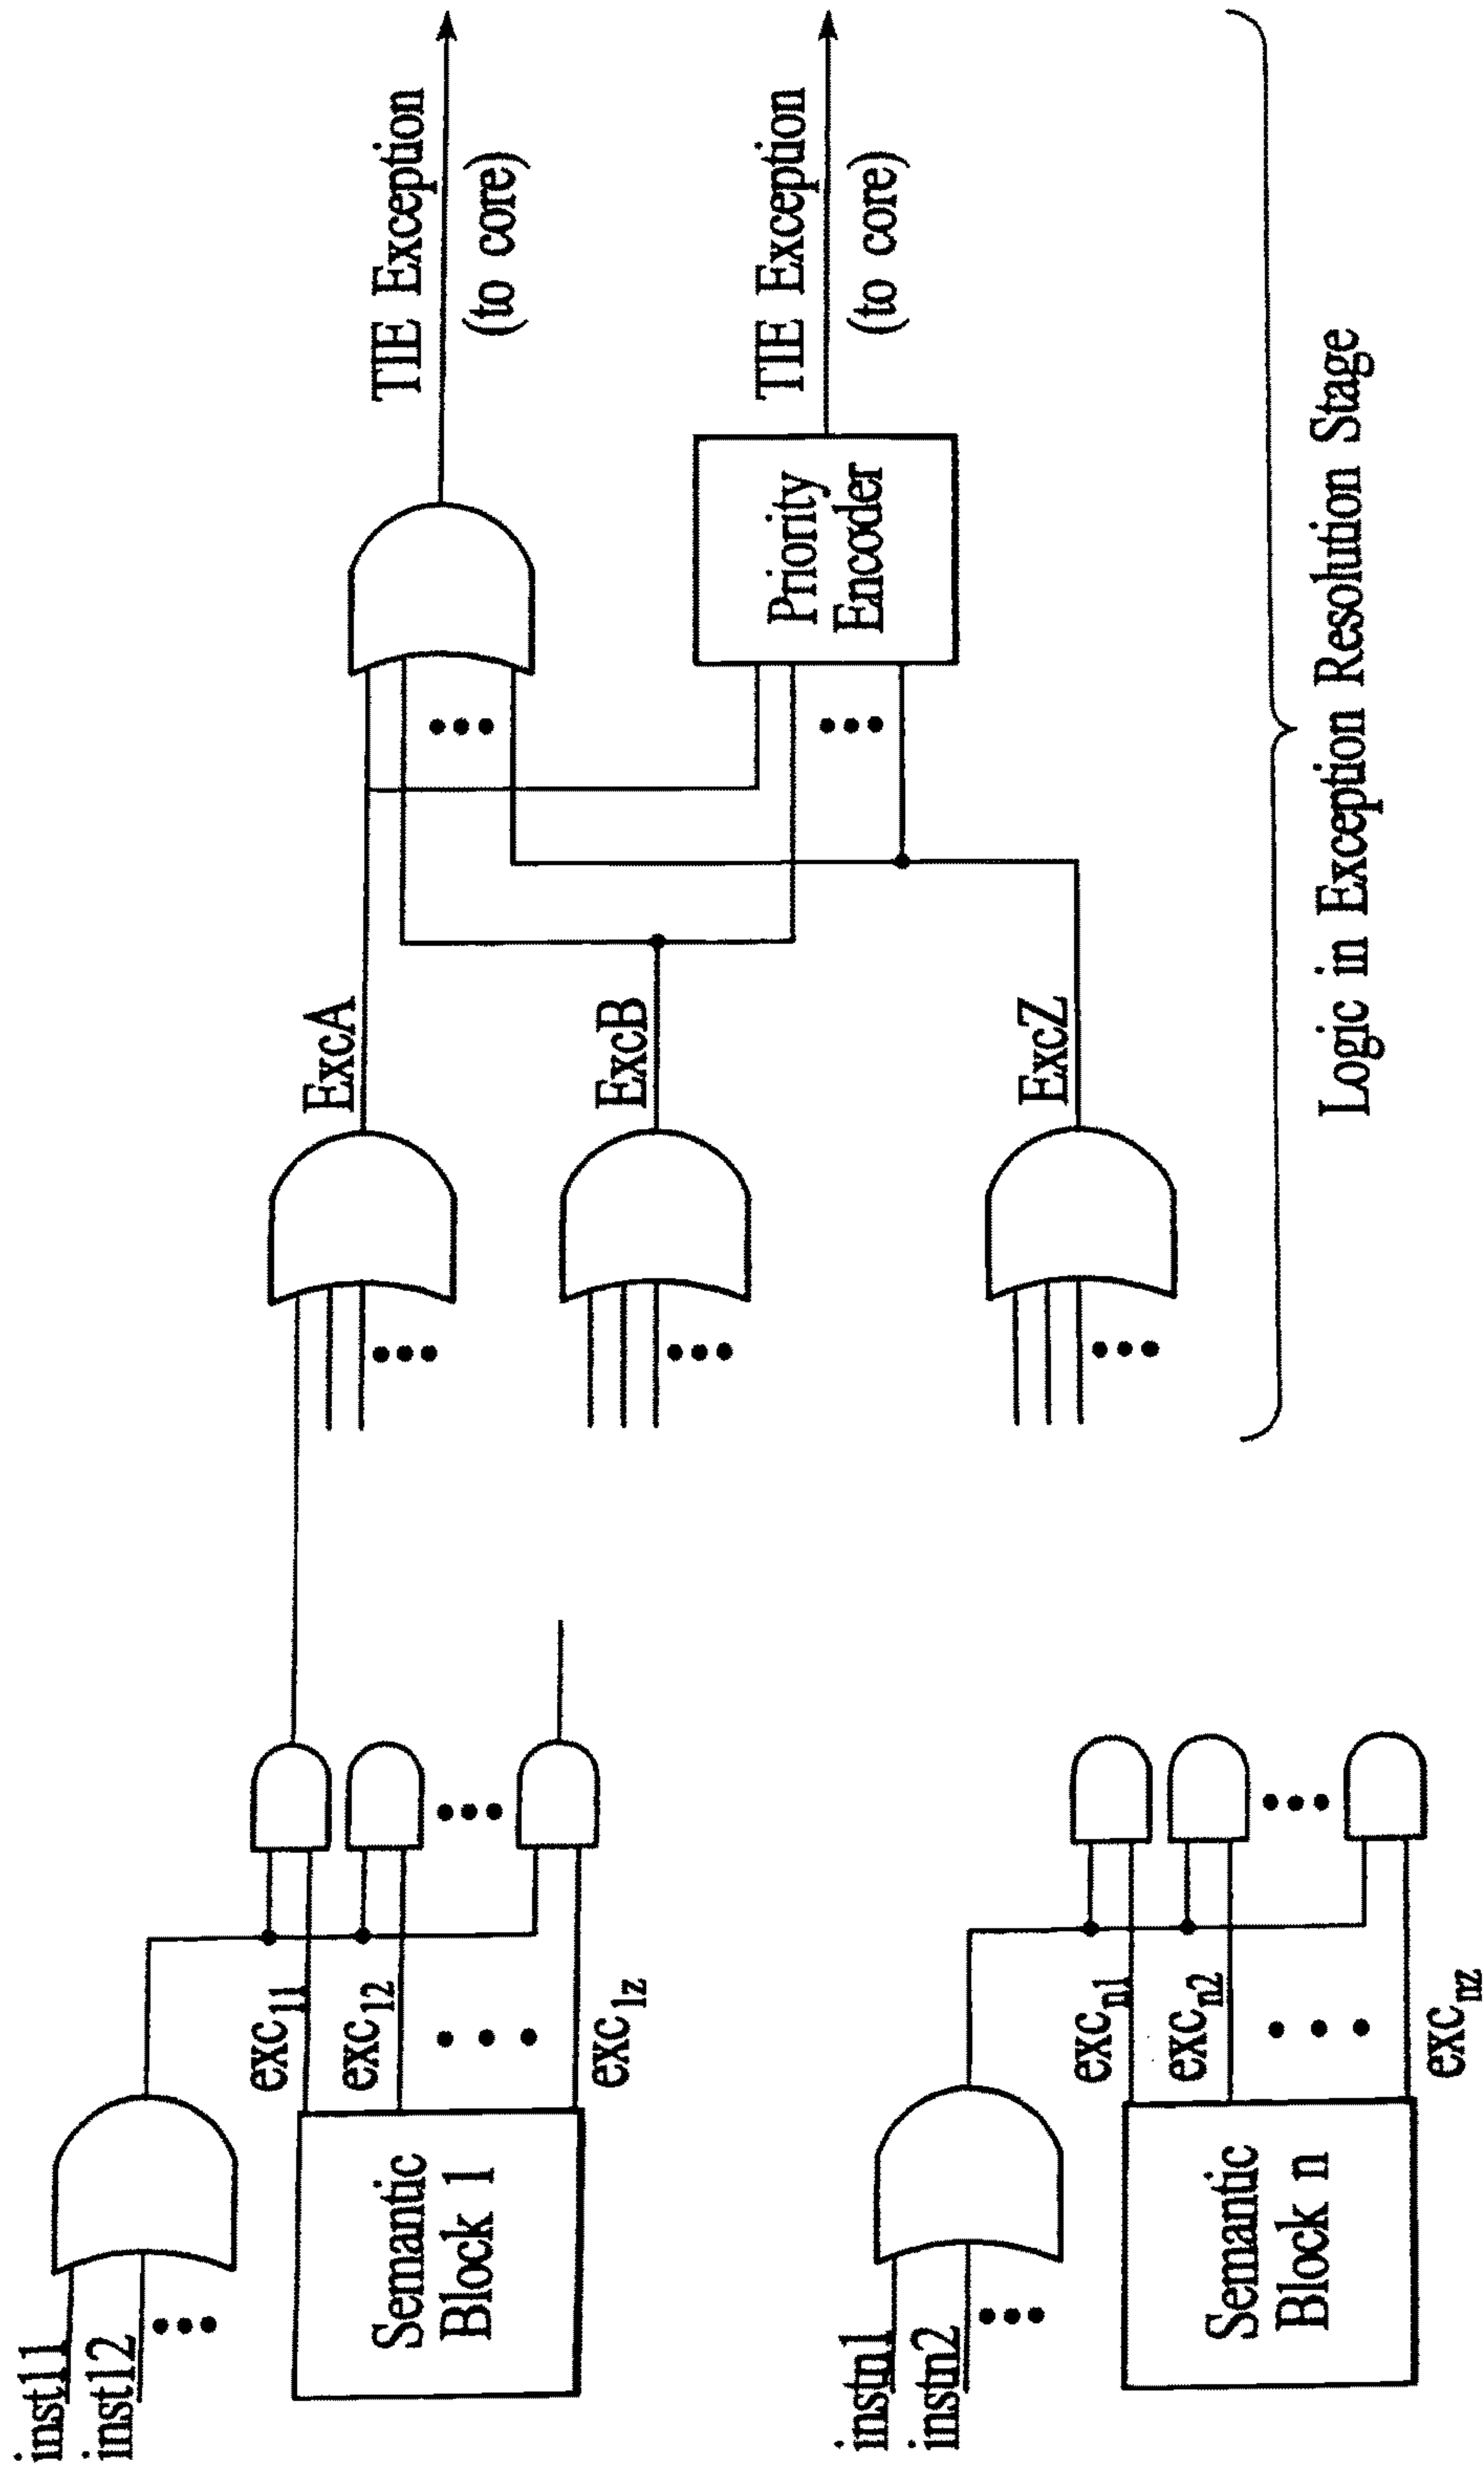 inst11
inst12
Semantic
Block 1
exc11
exc12
exc1z
instn1
instn2
Semantic
Block n
excn1
excn2
excnz
ExcA
ExcB
ExcZ
TIE Exception
(to core)
Priority
Encoder
TIE Exception
(to core)
Logic in Exception Resolution Stage